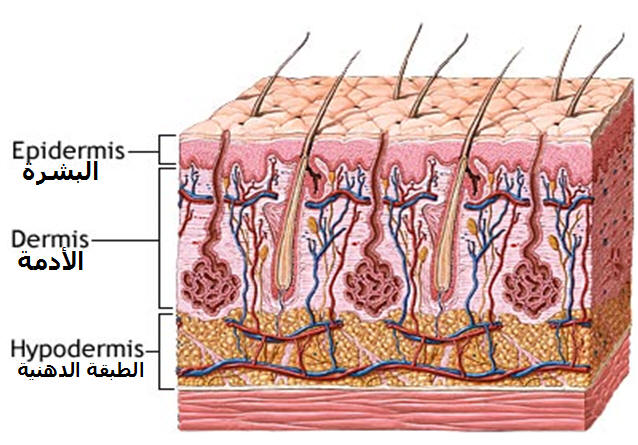 Epidermis
البشرة
Dermis
الأدمة
Hypodermis
الطبقة الدهنية